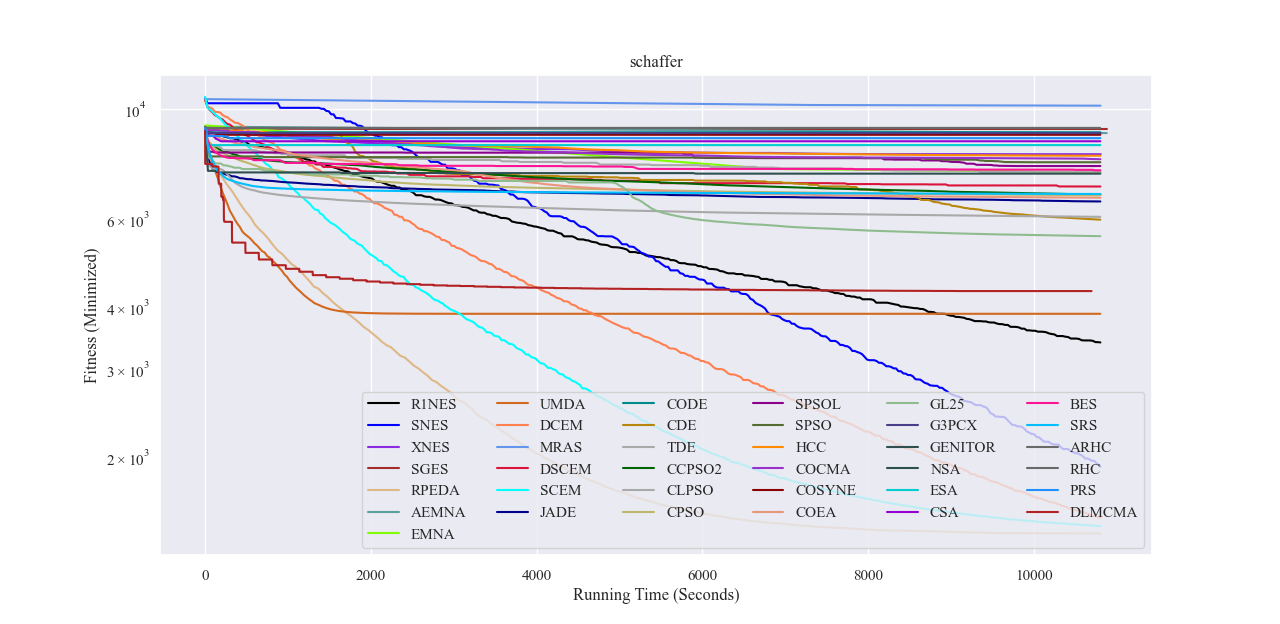 schaffer
10^4
6 × 10^3
4 × 10^3
3 × 10^3
2 × 10^3
Fitness (Minimized)
R1NES UMDA CODE SPSOL GL25 BES
SNES DCEM CDE SPSO G3PCX SRS
XNES MRAS TDE HCC GENITOR ARHC
SGES DSCEM CCPSO2 COCMA NSA RHC
RPEDA SCEM CLPSO COSYNE ESA PRS
AEMNA JADE CPSO COEA CSA DLMCMA
EMNA
0 2000 4000 6000 8000 10000
Running Time (Seconds)